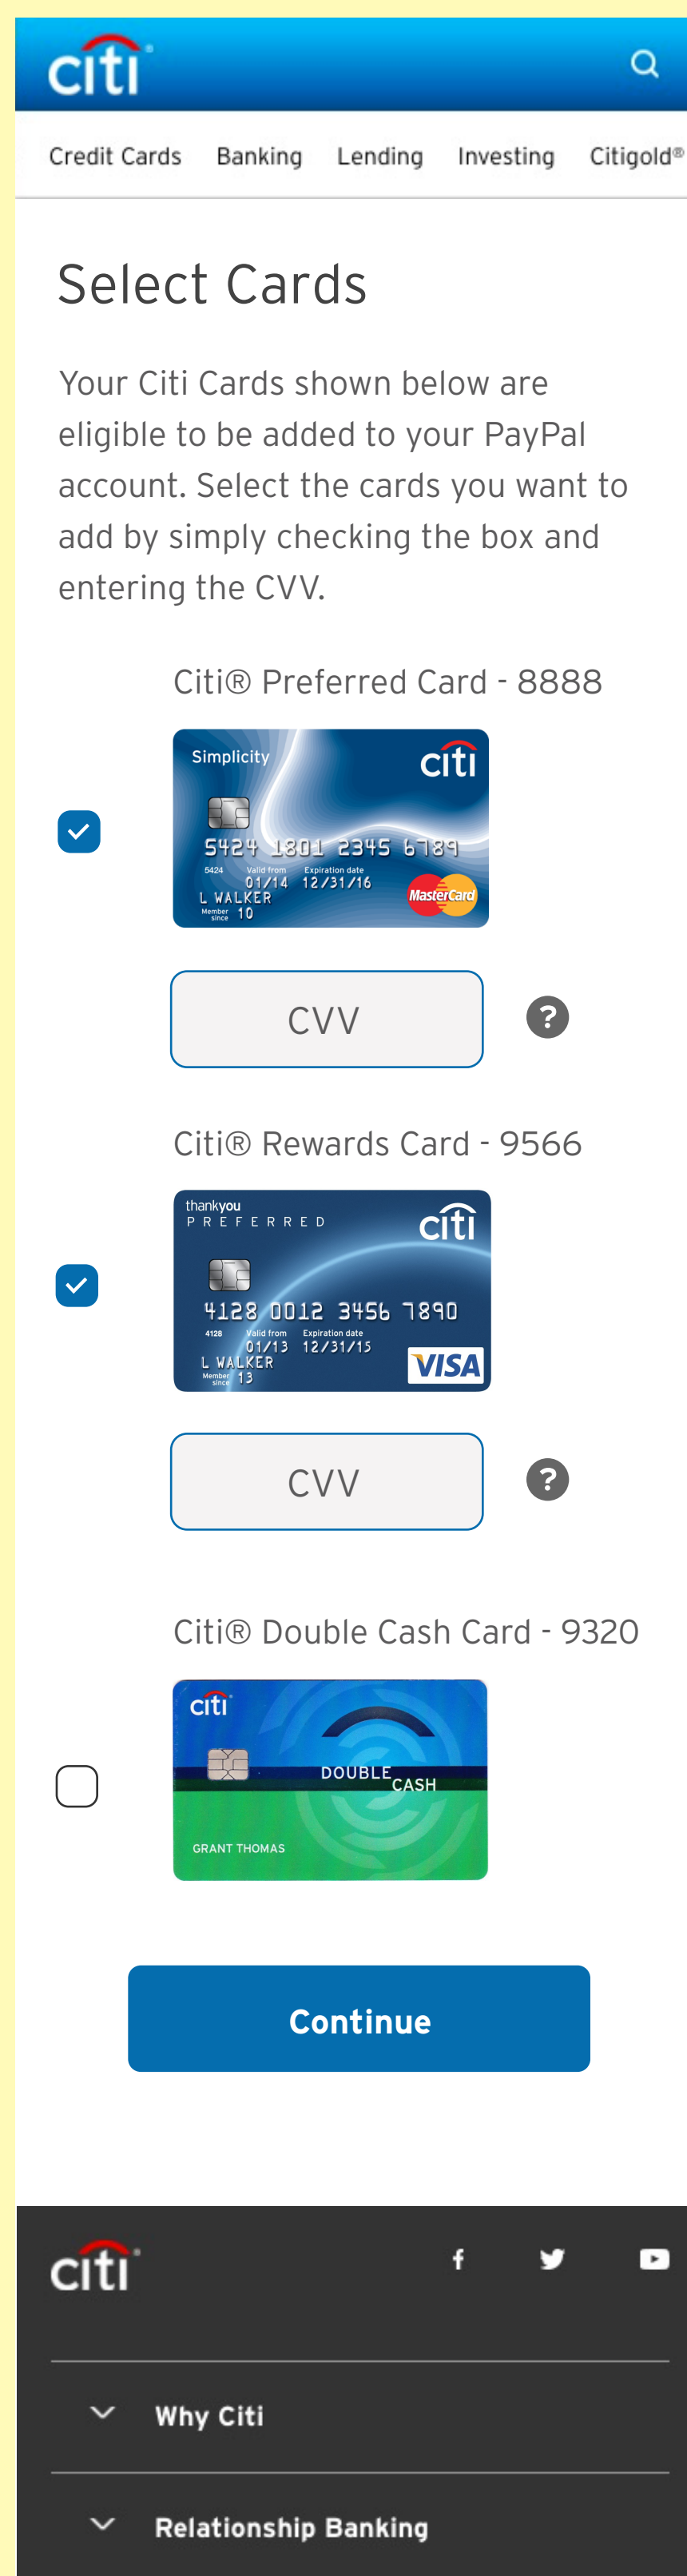 citi®
Credit Cards Banking Lending Investing Citigold®
Select Cards
Your Citi Cards shown below are
eligible to be added to your PayPal
account. Select the cards you want to
add by simply checking the box and
entering the CVV.
Citi® Preferred Card - 8888
Simplicity citi
5424 1801 2345 6789
5424 Valid from Expiration date
01/14 12/31/16
L WALKER
Member since 10
MasterCard
CVV ?
Citi® Rewards Card - 9566
thankyou
PREFERRED
citi
4128 0012 3456 7890
4128 Valid from Expiration date
01/13 12/31/15
L WALKER
Member since 13
VISA
CVV ?
Citi® Double Cash Card - 9320
citi
DOUBLE
CASH
GRANT THOMAS
Continue
citi®
Why Citi
Relationship Banking